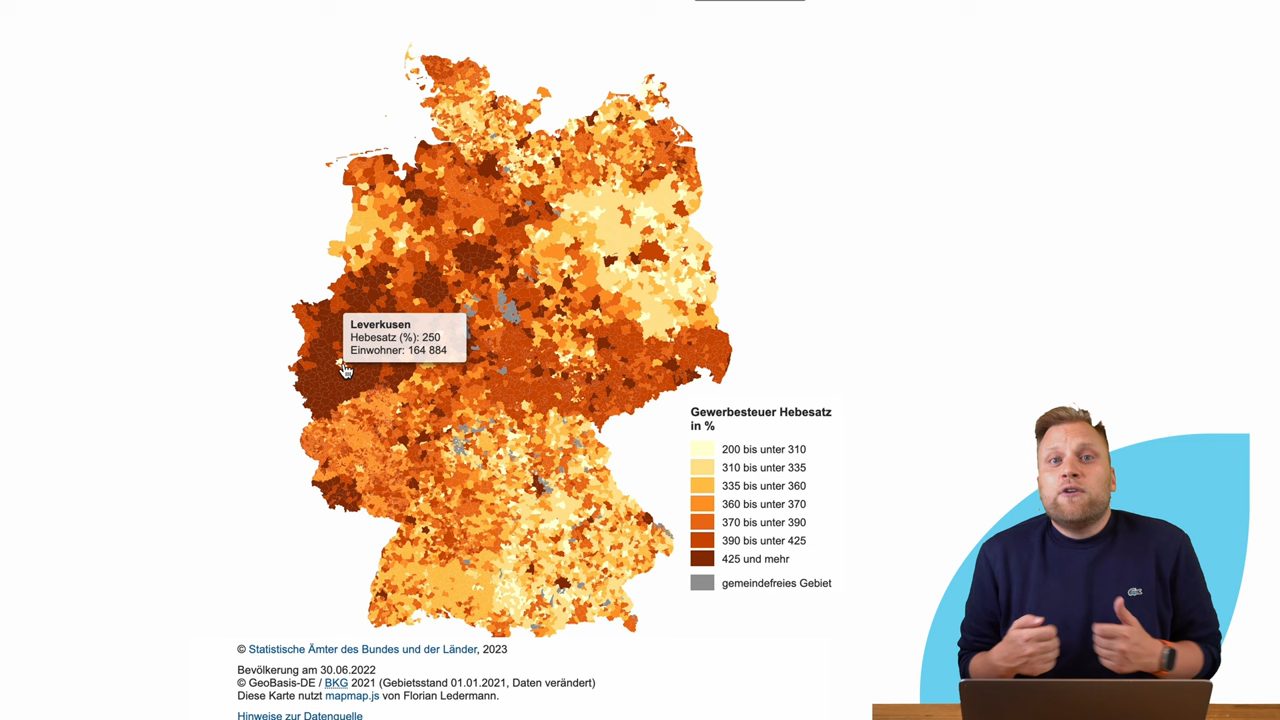 Leverkusen
Hebesatz (%): 250
Einwohner: 164 884
Gewerbesteuer Hebesatz
in %
200 bis unter 310
310 bis unter 335
335 bis unter 360
360 bis unter 370
370 bis unter 390
390 bis unter 425
425 und mehr
gemeindefreies Gebiet
© Statistische Ämter des Bundes und der Länder, 2023
Bevölkerung am 30.06.2022
© GeoBasis-DE / BKG 2021 (Gebietsstand 01.01.2021, Daten verändert)
Diese Karte nutzt mapmap.js von Florian Ledermann.
Hinweise zur Datenquelle